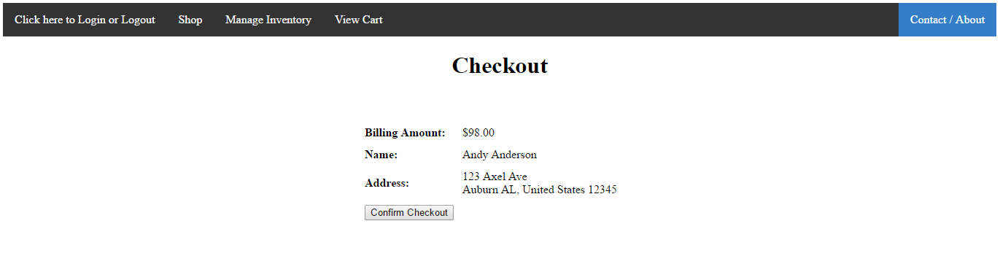 Click here to Login or Logout Shop Manage Inventory View Cart Contact / About
Checkout
Billing Amount: $98.00
Name: Andy Anderson
Address: 123 Axel Ave
Auburn AL, United States 12345
Confirm Checkout